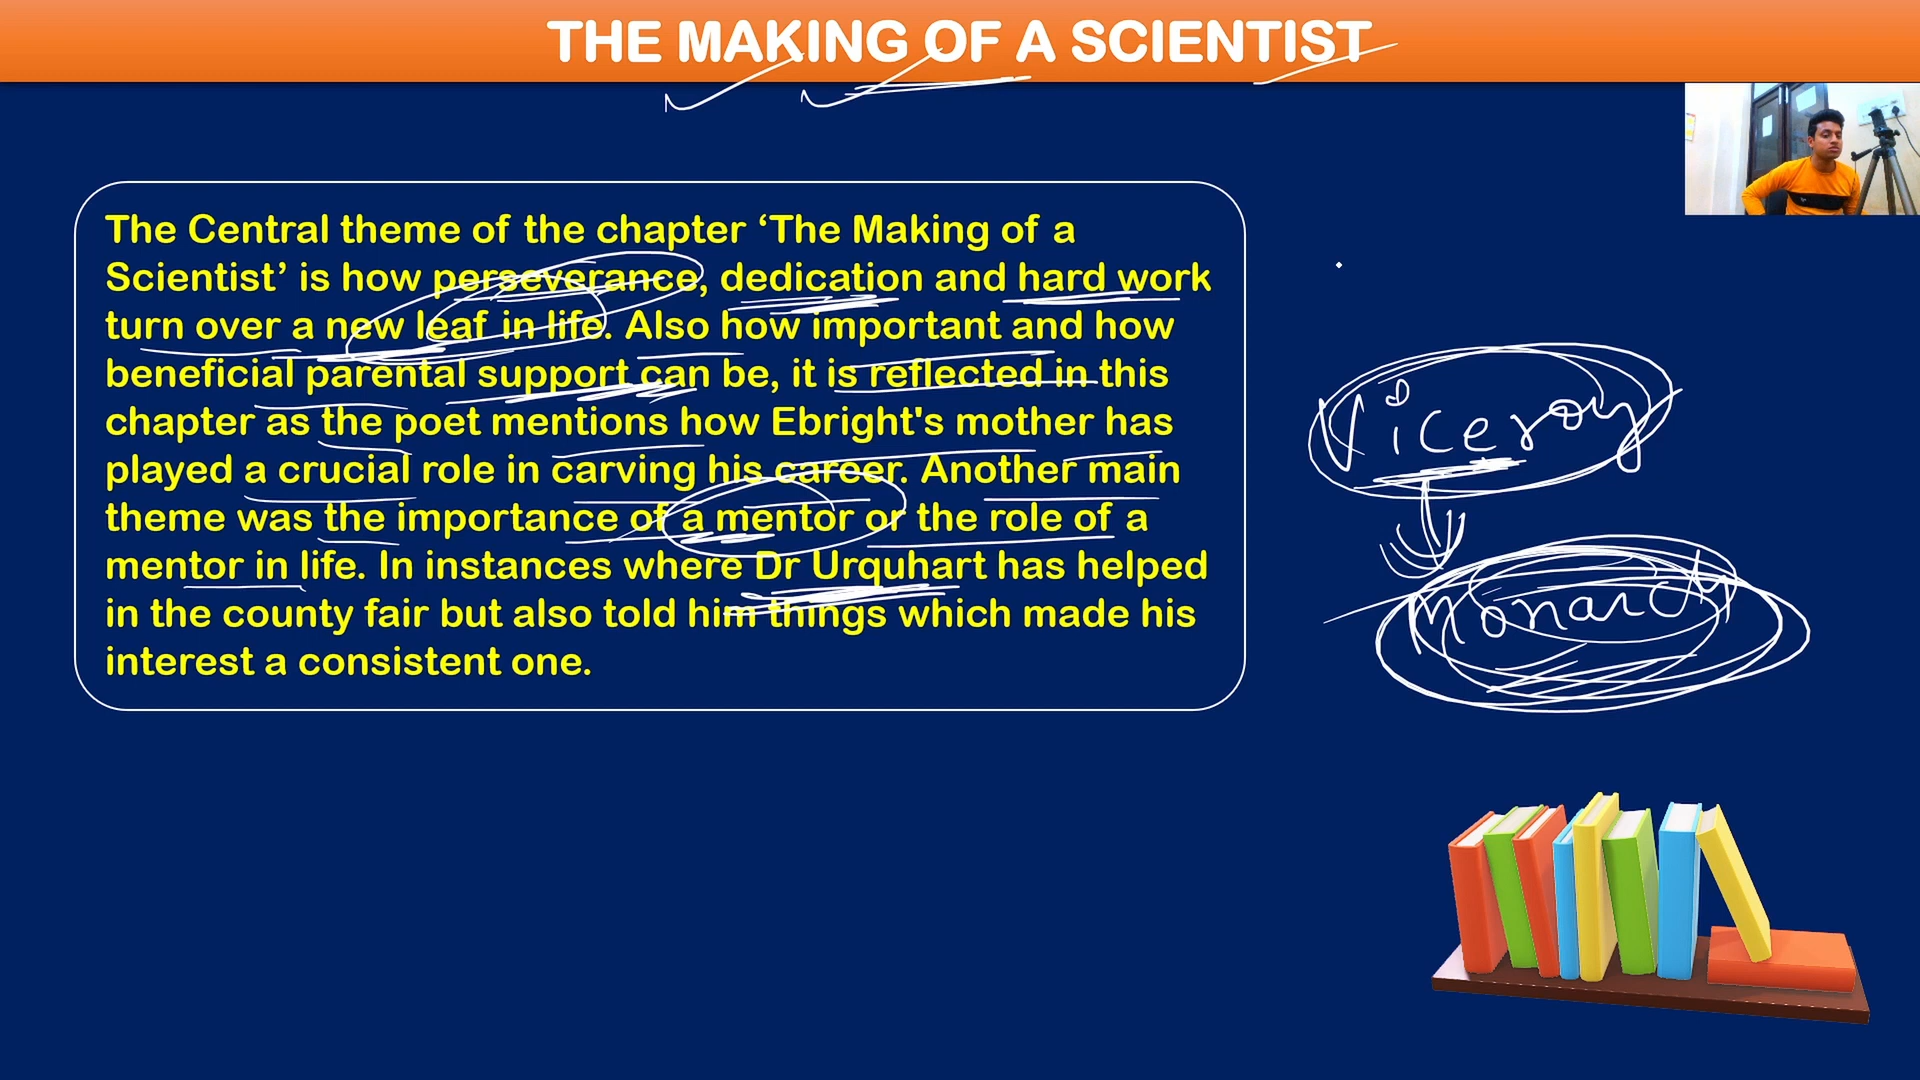 THE MAKING OF A SCIENTIST
The Central theme of the chapter ‘The Making of a
Scientist’ is how perseverance, dedication and hard work
turn over a new leaf in life. Also how important and how
beneficial parental support can be, it is reflected in this
chapter as the poet mentions how Ebright's mother has
played a crucial role in carving his career. Another main
theme was the importance of a mentor or the role of a
mentor in life. In instances where Dr Urquhart has helped
in the county fair but also told him things which made his
interest a consistent one.
Viceroy
Monarch